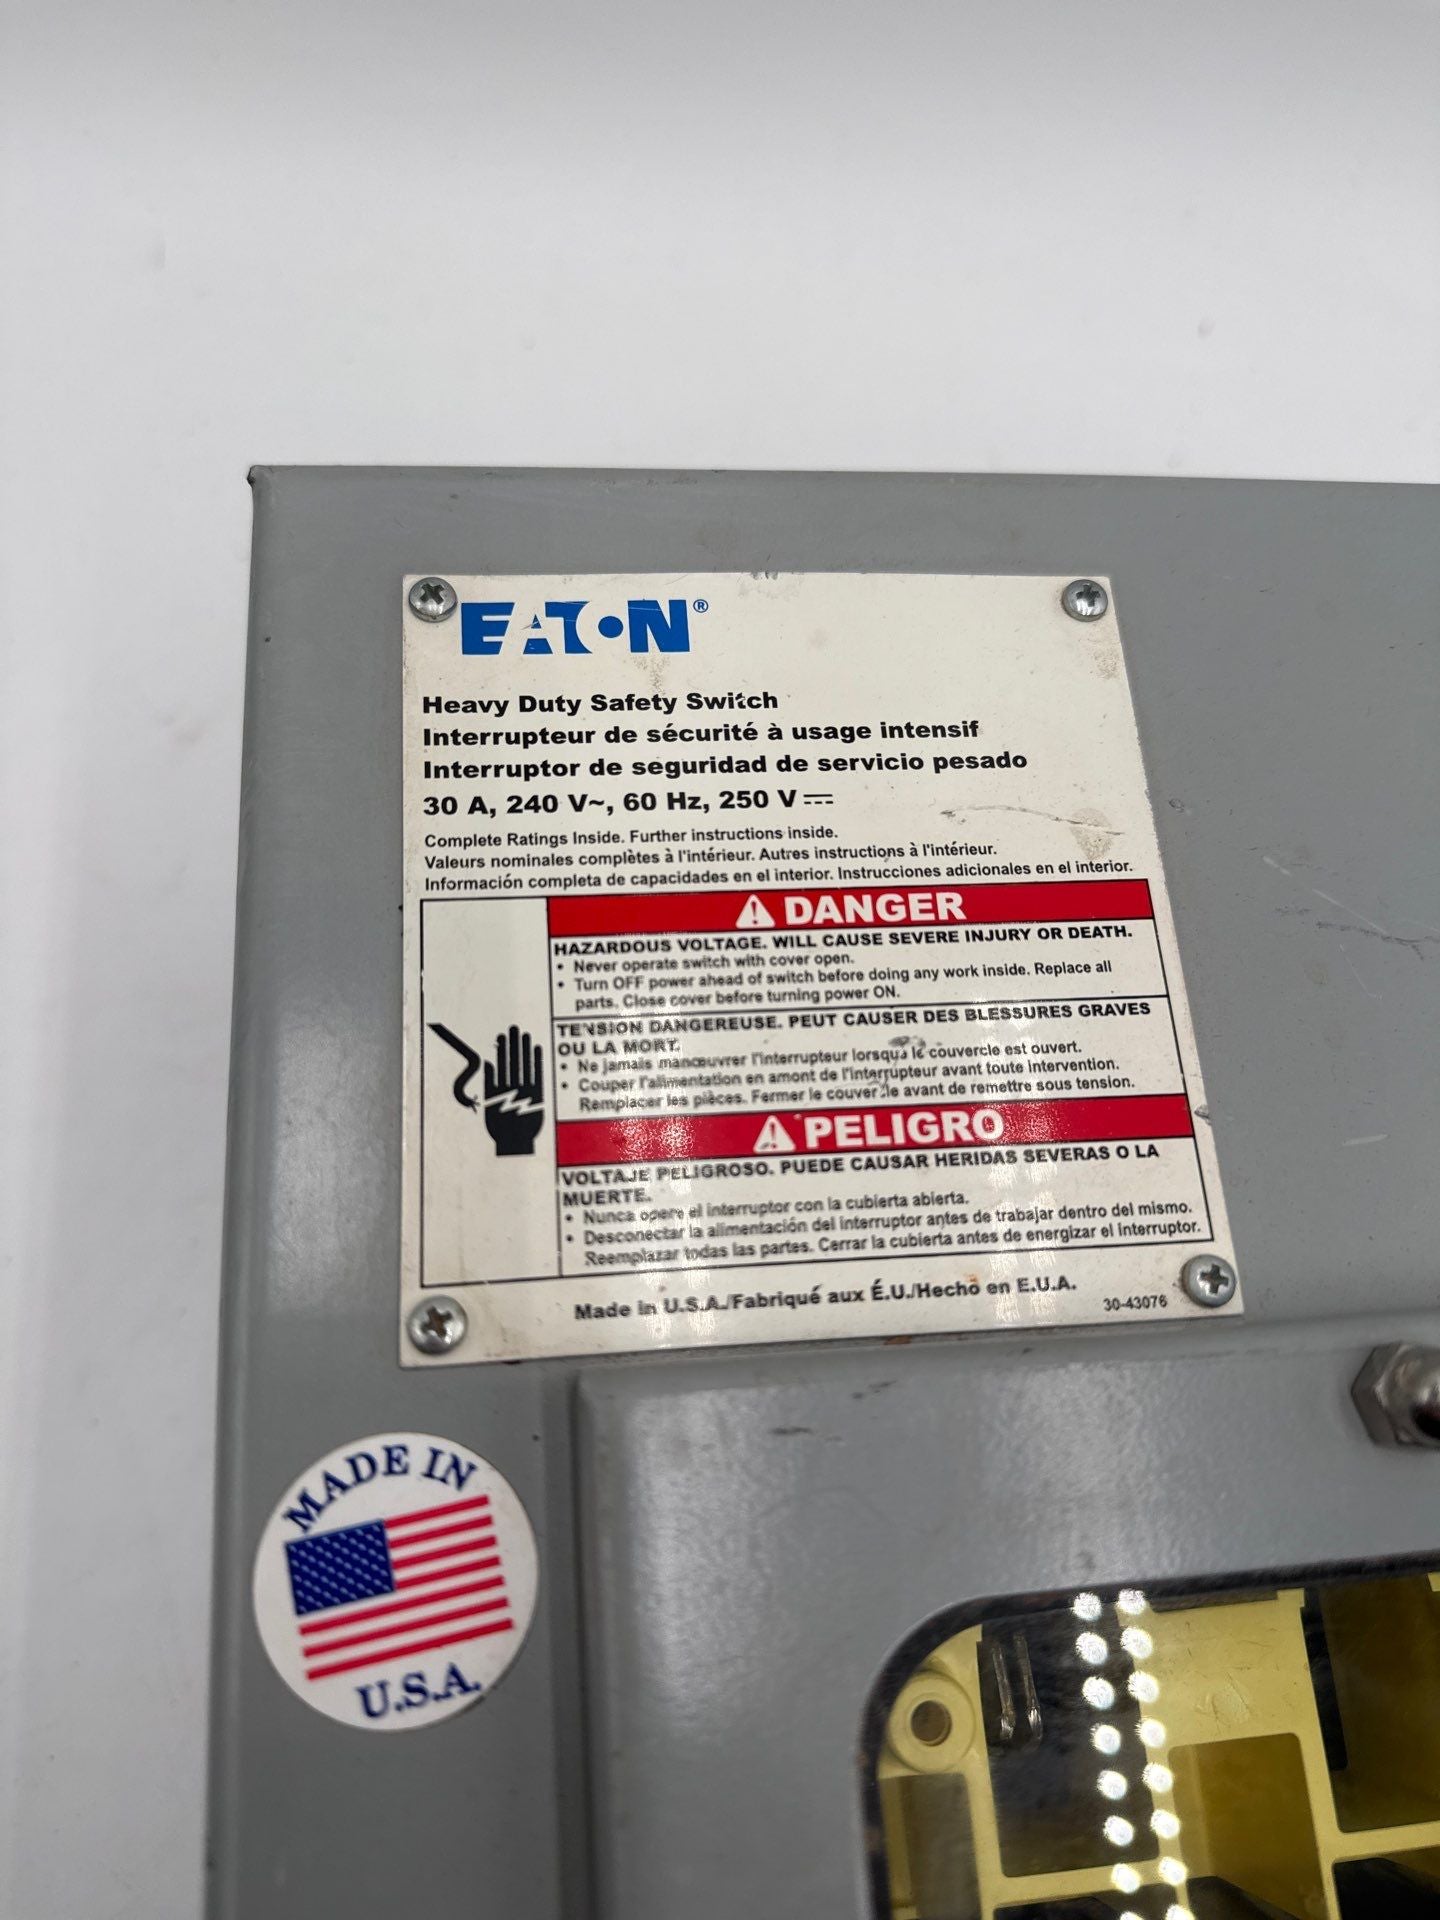 EATON®
Heavy Duty Safety Switch
Interrupteur de sécurité à usage intensif
Interruptor de seguridad de servicio pesado
30 A, 240 V~, 60 Hz, 250 V ⎓
Complete Ratings Inside. Further instructions inside.
Valeurs nominales complètes à l'intérieur. Autres instructions à l'intérieur.
Información completa de capacidades en el interior. Instrucciones adicionales en el interior.
⚠ DANGER
HAZARDOUS VOLTAGE. WILL CAUSE SEVERE INJURY OR DEATH.
• Never operate switch with cover open.
• Turn OFF power ahead of switch before doing any work inside. Replace all
parts. Close cover before turning power ON.
TENSION DANGEREUSE. PEUT CAUSER DES BLESSURES GRAVES
OU LA MORT.
• Ne jamais manœuvrer l'interrupteur lorsque le couvercle est ouvert.
• Couper l'alimentation en amont de l'interrupteur avant toute intervention.
Remplacer les pièces. Fermer le couvercle avant de remettre sous tension.
⚠ PELIGRO
VOLTAJE PELIGROSO. PUEDE CAUSAR HERIDAS SEVERAS O LA
MUERTE.
• Nunca opere el interruptor con la cubierta abierta.
• Desconectar la alimentación del interruptor antes de trabajar dentro del mismo.
Reemplazar todas las partes. Cerrar la cubierta antes de energizar el interruptor.
Made in U.S.A./Fabriqué aux É.U./Hecho en E.U.A.
30-43076
MADE IN
U.S.A.